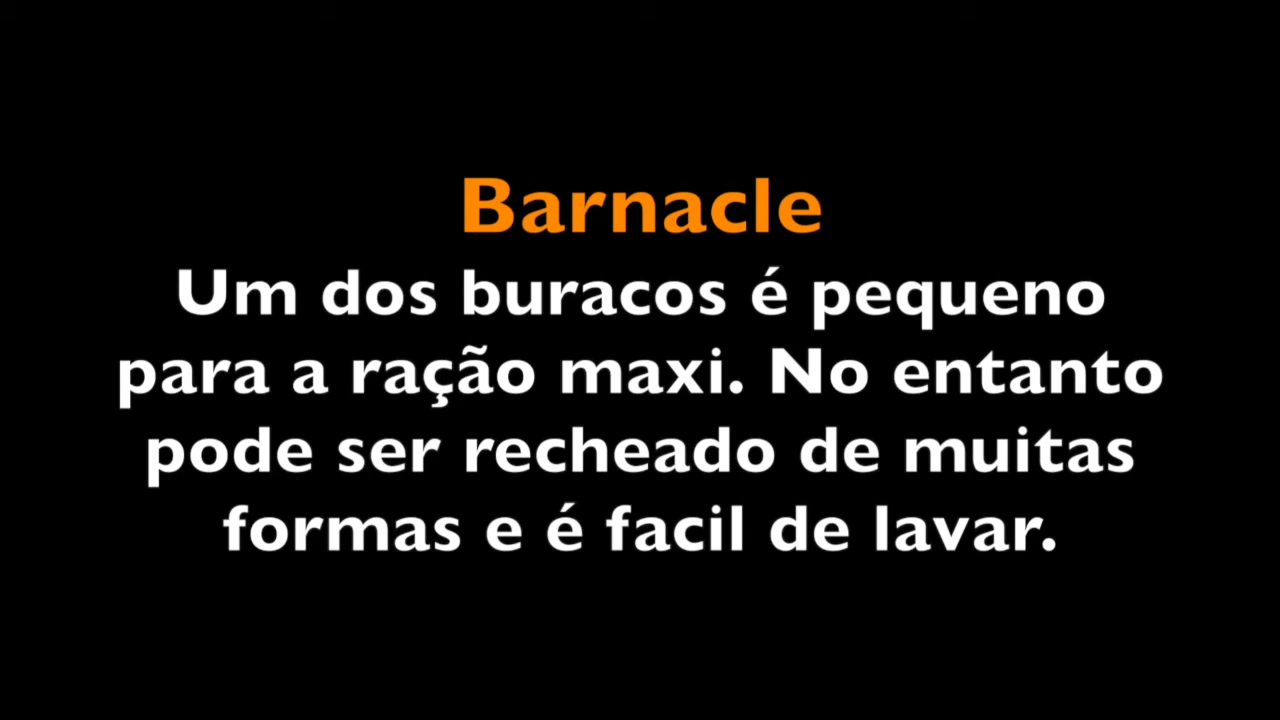 Barnacle
Um dos buracos é pequeno
para a ração maxi. No entanto
pode ser recheado de muitas
formas e é facil de lavar.